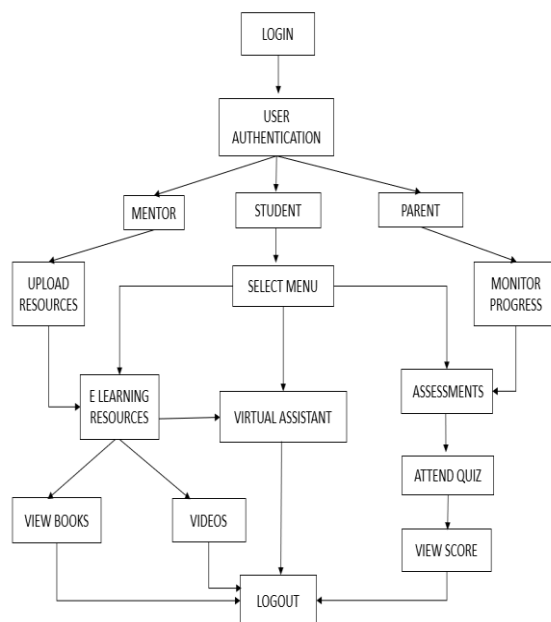 LOGIN
USER
AUTHENTICATION
MENTOR
STUDENT
PARENT
UPLOAD
RESOURCES
SELECT MENU
MONITOR
PROGRESS
E LEARNING
RESOURCES
VIRTUAL ASSISTANT
ASSESSMENTS
ATTEND QUIZ
VIEW BOOKS
VIDEOS
VIEW SCORE
LOGOUT